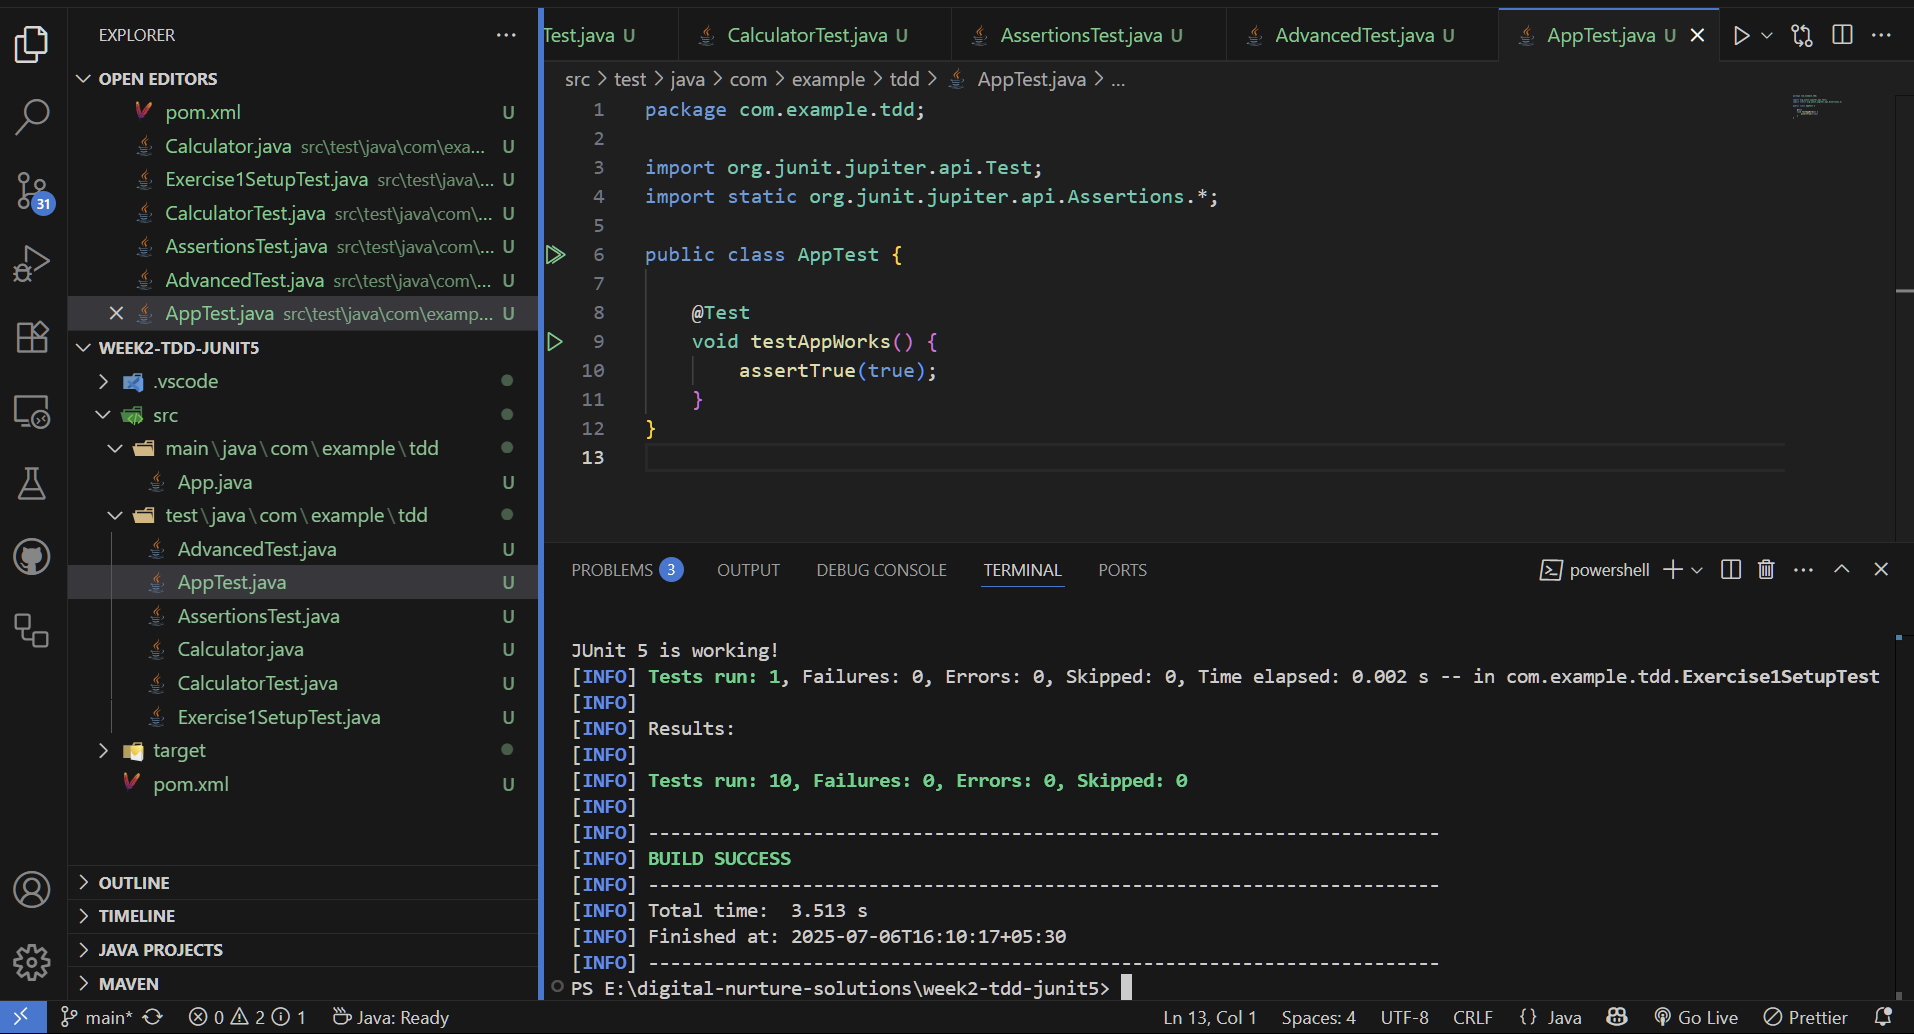 EXPLORER
OPEN EDITORS
pom.xml U
Calculator.java src\test\java\com\exa... U
Exercise1SetupTest.java src\test\java\... U
CalculatorTest.java src\test\java\com\... U
AssertionsTest.java src\test\java\com\... U
AdvancedTest.java src\test\java\com\... U
AppTest.java src\test\java\com\examp... U
WEEK2-TDD-JUNIT5
.vscode
src
main\java\com\example\tdd
App.java U
test\java\com\example\tdd
AdvancedTest.java U
AppTest.java U
AssertionsTest.java U
Calculator.java U
CalculatorTest.java U
Exercise1SetupTest.java U
target
pom.xml U
OUTLINE
TIMELINE
JAVA PROJECTS
MAVEN
31
Test.java U CalculatorTest.java U AssertionsTest.java U AdvancedTest.java U AppTest.java U
src > test > java > com > example > tdd > AppTest.java > ...
1 package com.example.tdd;
2
3 import org.junit.jupiter.api.Test;
4 import static org.junit.jupiter.api.Assertions.*;
5
6 public class AppTest {
7
8 @Test
9 void testAppWorks() {
10 assertTrue(true);
11 }
12 }
13
PROBLEMS 3 OUTPUT DEBUG CONSOLE TERMINAL PORTS powershell
JUnit 5 is working!
[INFO] Tests run: 1, Failures: 0, Errors: 0, Skipped: 0, Time elapsed: 0.002 s -- in com.example.tdd.Exercise1SetupTest
[INFO]
[INFO] Results:
[INFO]
[INFO] Tests run: 10, Failures: 0, Errors: 0, Skipped: 0
[INFO]
[INFO] ------------------------------------------------------------------------
[INFO] BUILD SUCCESS
[INFO] ------------------------------------------------------------------------
[INFO] Total time:  3.513 s
[INFO] Finished at: 2025-07-06T16:10:17+05:30
[INFO] ------------------------------------------------------------------------
PS E:\digital-nurture-solutions\week2-tdd-junit5>
main* 0 2 1 Java: Ready Ln 13, Col 1 Spaces: 4 UTF-8 CRLF {} Java Go Live Prettier